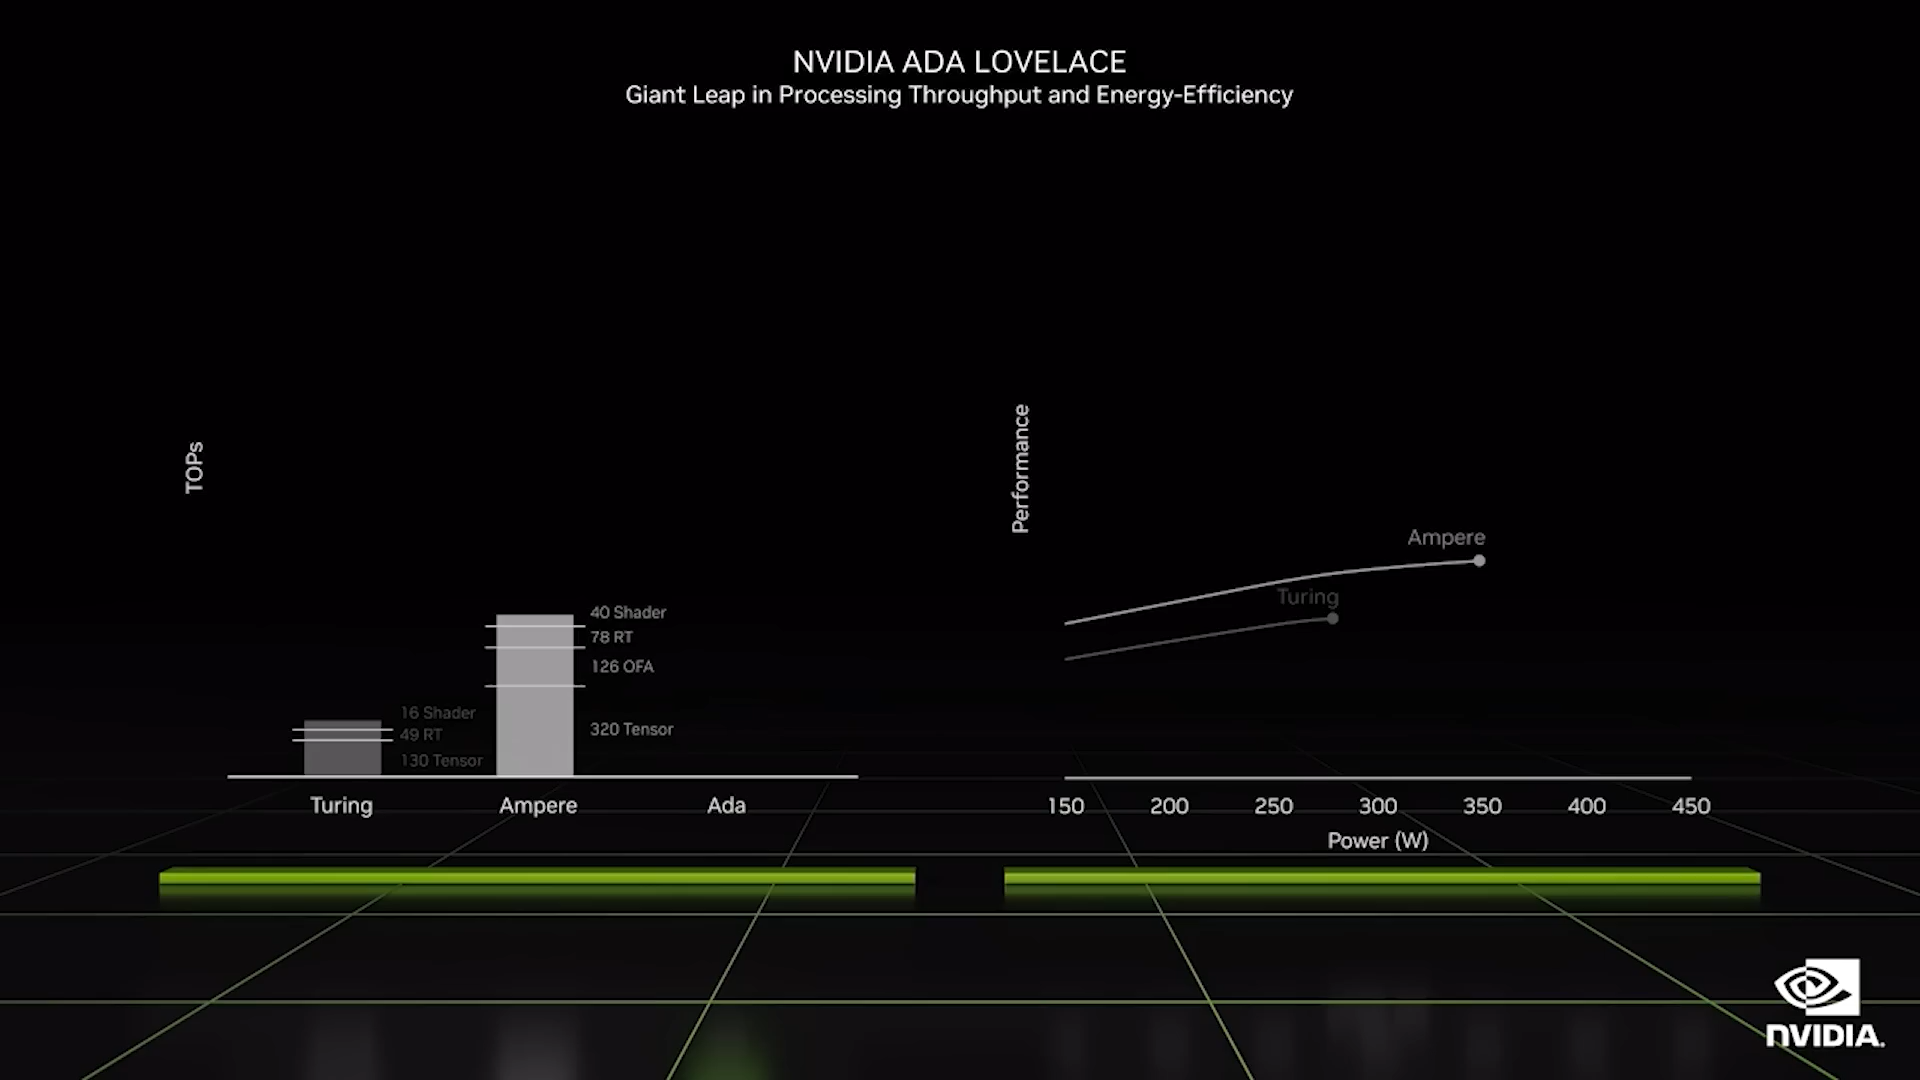 NVIDIA ADA LOVELACE
Giant Leap in Processing Throughput and Energy-Efficiency
TOPs
16 Shader
49 RT
130 Tensor
40 Shader
78 RT
126 OFA
320 Tensor
Turing Ampere Ada
Performance
Ampere
Turing
150 200 250 300 350 400 450
Power (W)
NVIDIA.